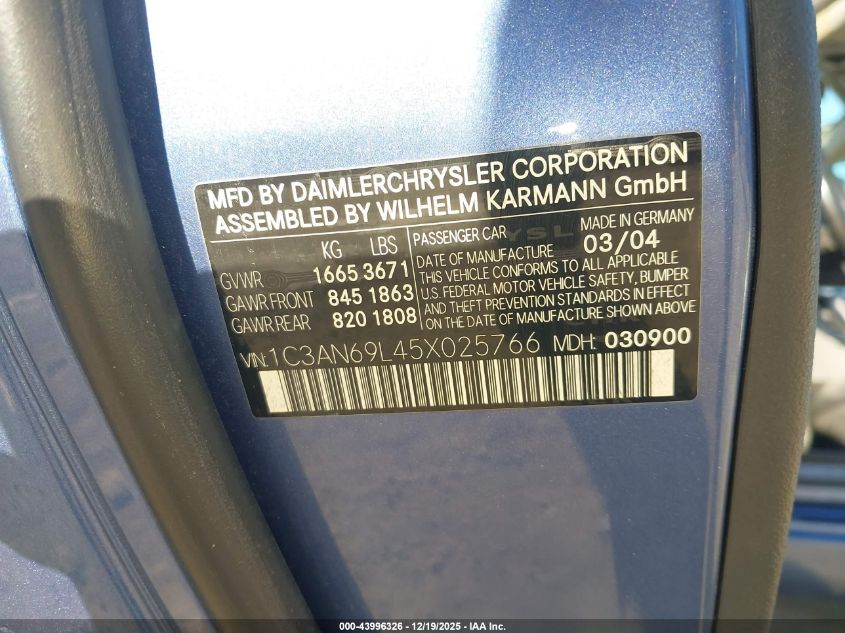 MFD BY DAIMLERCHRYSLER CORPORATION
ASSEMBLED BY WILHELM KARMANN GmbH
KG LBS
GVWR 1665 3671
GAWR FRONT 845 1863
GAWR REAR 820 1808
PASSENGER CAR MADE IN GERMANY
DATE OF MANUFACTURE 03/04
THIS VEHICLE CONFORMS TO ALL APPLICABLE
U.S. FEDERAL MOTOR VEHICLE SAFETY, BUMPER
AND THEFT PREVENTION STANDARDS IN EFFECT
ON THE DATE OF MANUFACTURE SHOWN ABOVE
VIN: 1C3AN69L45X025766 MDH: 030900
000-43996326 - 12/19/2025 - IAA Inc.